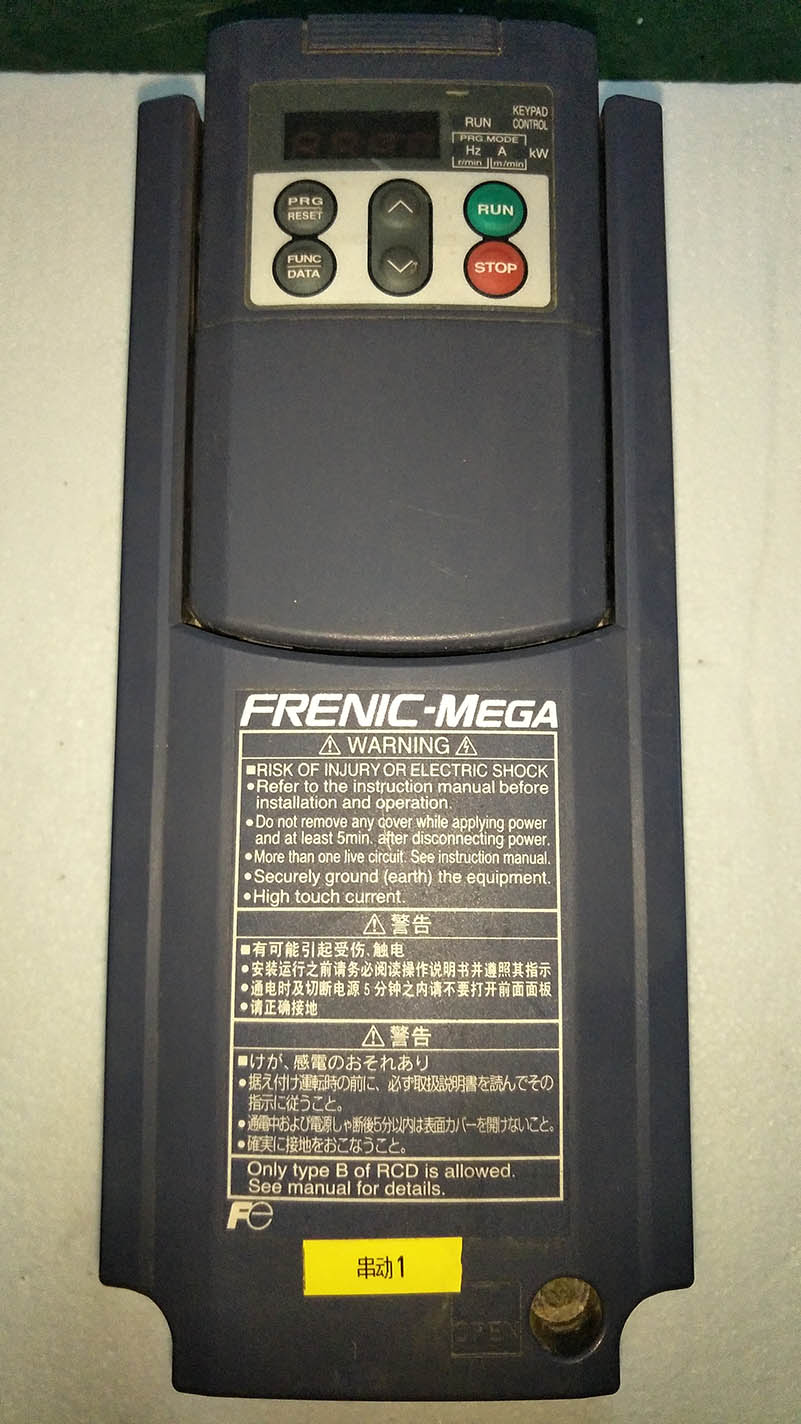 RUN
KEYPAD
CONTROL
PRG.MODE
Hz A kW
r/min m/min
PRG
RESET
RUN
FUNC
DATA
STOP
FRENIC-MEGA
WARNING
■RISK OF INJURY OR ELECTRIC SHOCK
●Refer to the instruction manual before
installation and operation.
●Do not remove any cover while applying power
and at least 5min. after disconnecting power.
●More than one live circuit. See instruction manual.
●Securely ground (earth) the equipment.
●High touch current.
警告
■有可能引起受伤、触电
●安装运行之前请务必阅读操作说明书并遵照其指示
●通电时及切断电源5分钟之内请不要打开前面面板
●请正确接地
警告
■けが、感電のおそれあり
●据え付け運転時の前に、必ず取扱説明書を読んでその
指示に従うこと。
●通電中および電源しゃ断後5分以内は表面カバーを開けないこと。
●確実に接地をおこなうこと。
Only type B of RCD is allowed.
See manual for details.
Fe
串动1
OPEN